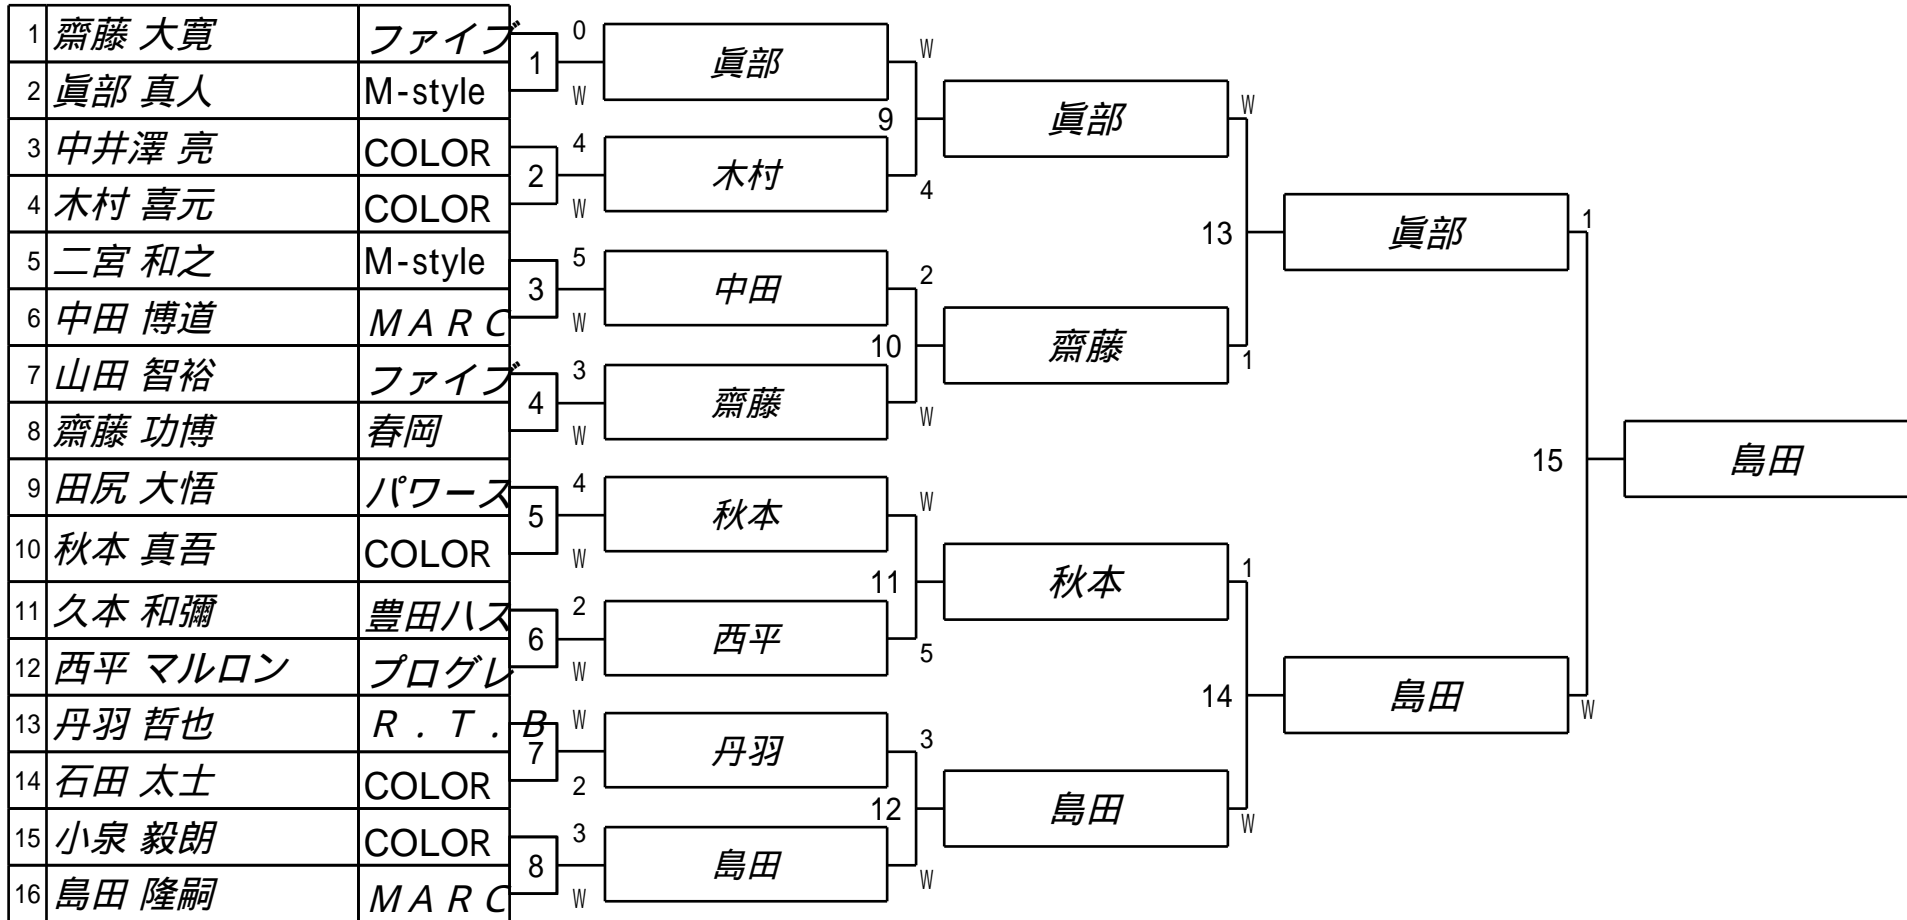 1 齋藤 大寛 ファイブ
2 眞部 真人 M-style
3 中井澤 亮 COLOR
4 木村 喜元 COLOR
5 二宮 和之 M-style
6 中田 博道 ＭＡＲＣ
7 山田 智裕 ファイブ
8 齋藤 功博 春岡
9 田尻 大悟 パワース
10 秋本 真吾 COLOR
11 久本 和彌 豊田ハス
12 西平 マルロン プログレ
13 丹羽 哲也 Ｒ．Ｔ．Ｂ
14 石田 太士 COLOR
15 小泉 毅朗 COLOR
16 島田 隆嗣 ＭＡＲＣ
1
0
W
2
4
W
3
5
W
4
3
W
5
4
W
6
2
W
7
W
2
8
3
W
眞部
木村
中田
齋藤
秋本
西平
丹羽
島田
W
9
4
2
10
W
W
11
5
3
12
W
眞部
齋藤
秋本
島田
W
13
1
1
14
W
眞部
島田
1
15
W
島田